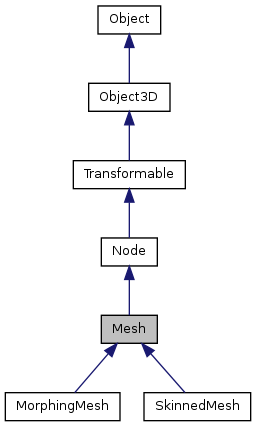 Object
Object3D
Transformable
Node
Mesh
MorphingMesh
SkinnedMesh